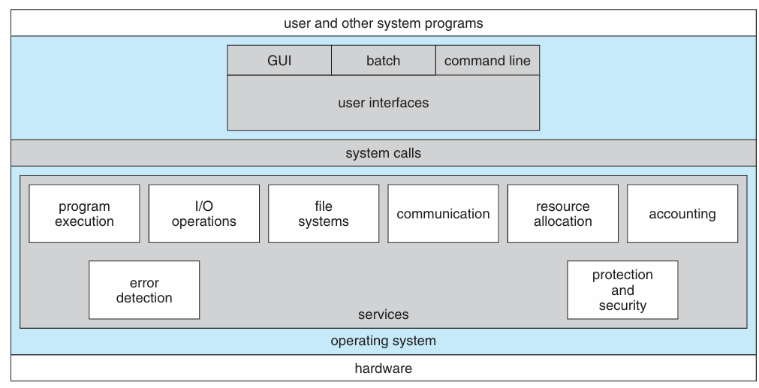 user and other system programs
GUI
batch
command line
user interfaces
system calls
program
execution
I/O
operations
file
systems
communication
resource
allocation
accounting
error
detection
protection
and
security
services
operating system
hardware